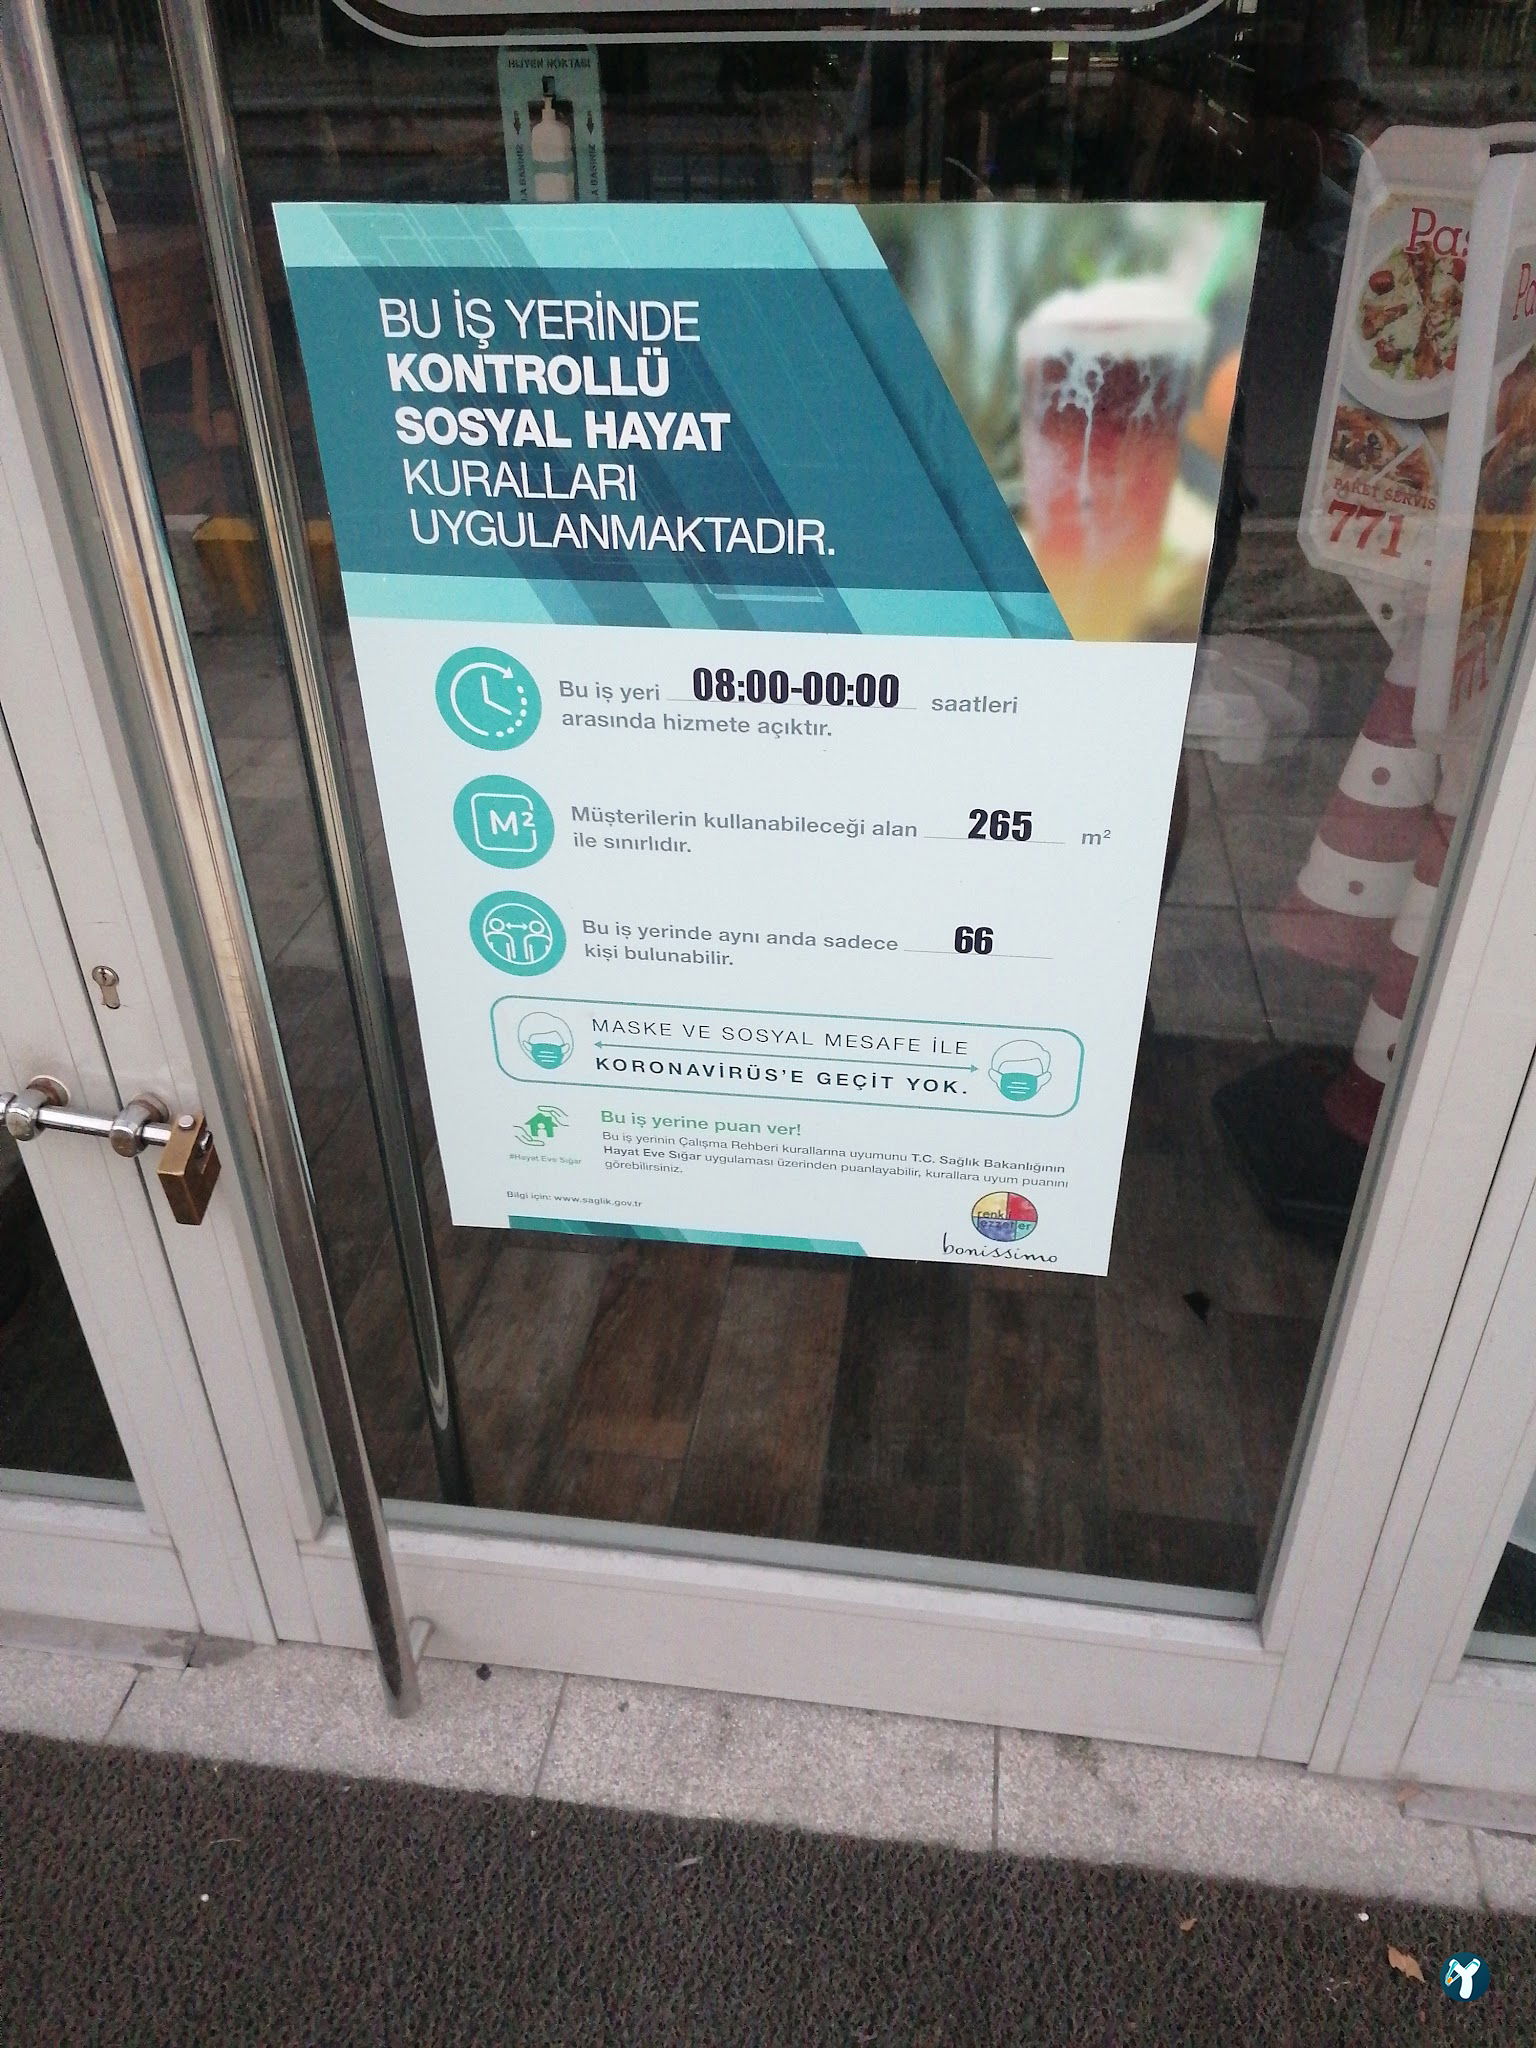 HİJYEN NOKTASI
BU İŞ YERİNDE
KONTROLLÜ
SOSYAL HAYAT
KURALLARI
UYGULANMAKTADIR.
Bu iş yeri 08:00-00:00 saatleri
arasında hizmete açıktır.
M²
Müşterilerin kullanabileceği alan 265 m²
ile sınırlıdır.
Bu iş yerinde aynı anda sadece 66
kişi bulunabilir.
MASKE VE SOSYAL MESAFE İLE
KORONAVİRÜS'E GEÇİT YOK.
Bu iş yerine puan ver!
Bu iş yerinin Çalışma Rehberi kurallarına uyumunu T.C. Sağlık Bakanlığının
Hayat Eve Sığar uygulaması üzerinden puanlayabilir, kurallara uyum puanını
görebilirsiniz.
#Hayat Eve Sığar
Bilgi için: www.saglik.gov.tr
renkli
lezzetler
bonissimo
PAKET SERVİS
771